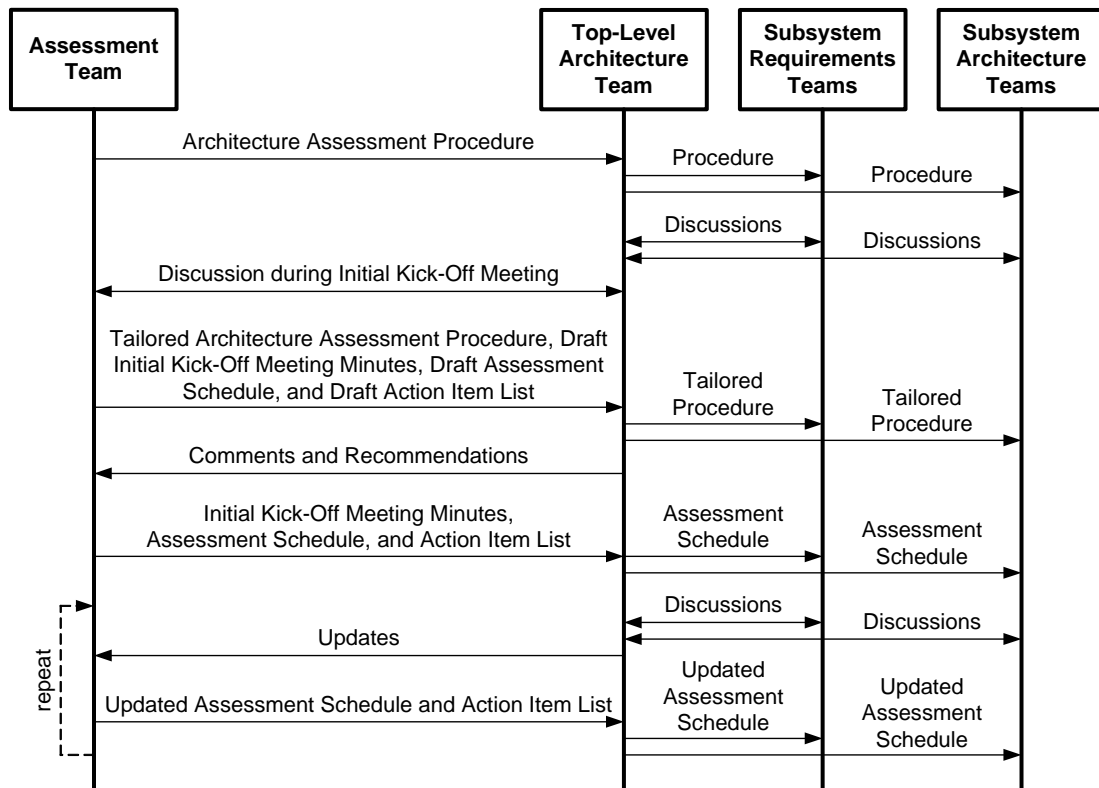 Assessment
Team
Top-Level
Architecture
Team
Subsystem
Requirements
Teams
Subsystem
Architecture
Teams
Architecture Assessment Procedure
Procedure
Procedure
Discussions
Discussions
Discussion during Initial Kick-Off Meeting
Tailored Architecture Assessment Procedure, Draft
Initial Kick-Off Meeting Minutes, Draft Assessment
Schedule, and Draft Action Item List
Tailored
Procedure
Tailored
Procedure
Comments and Recommendations
Initial Kick-Off Meeting Minutes,
Assessment Schedule, and Action Item List
Assessment
Schedule
Assessment
Schedule
Discussions
Discussions
Updates
repeat
Updated Assessment Schedule and Action Item List
Updated
Assessment
Schedule
Updated
Assessment
Schedule